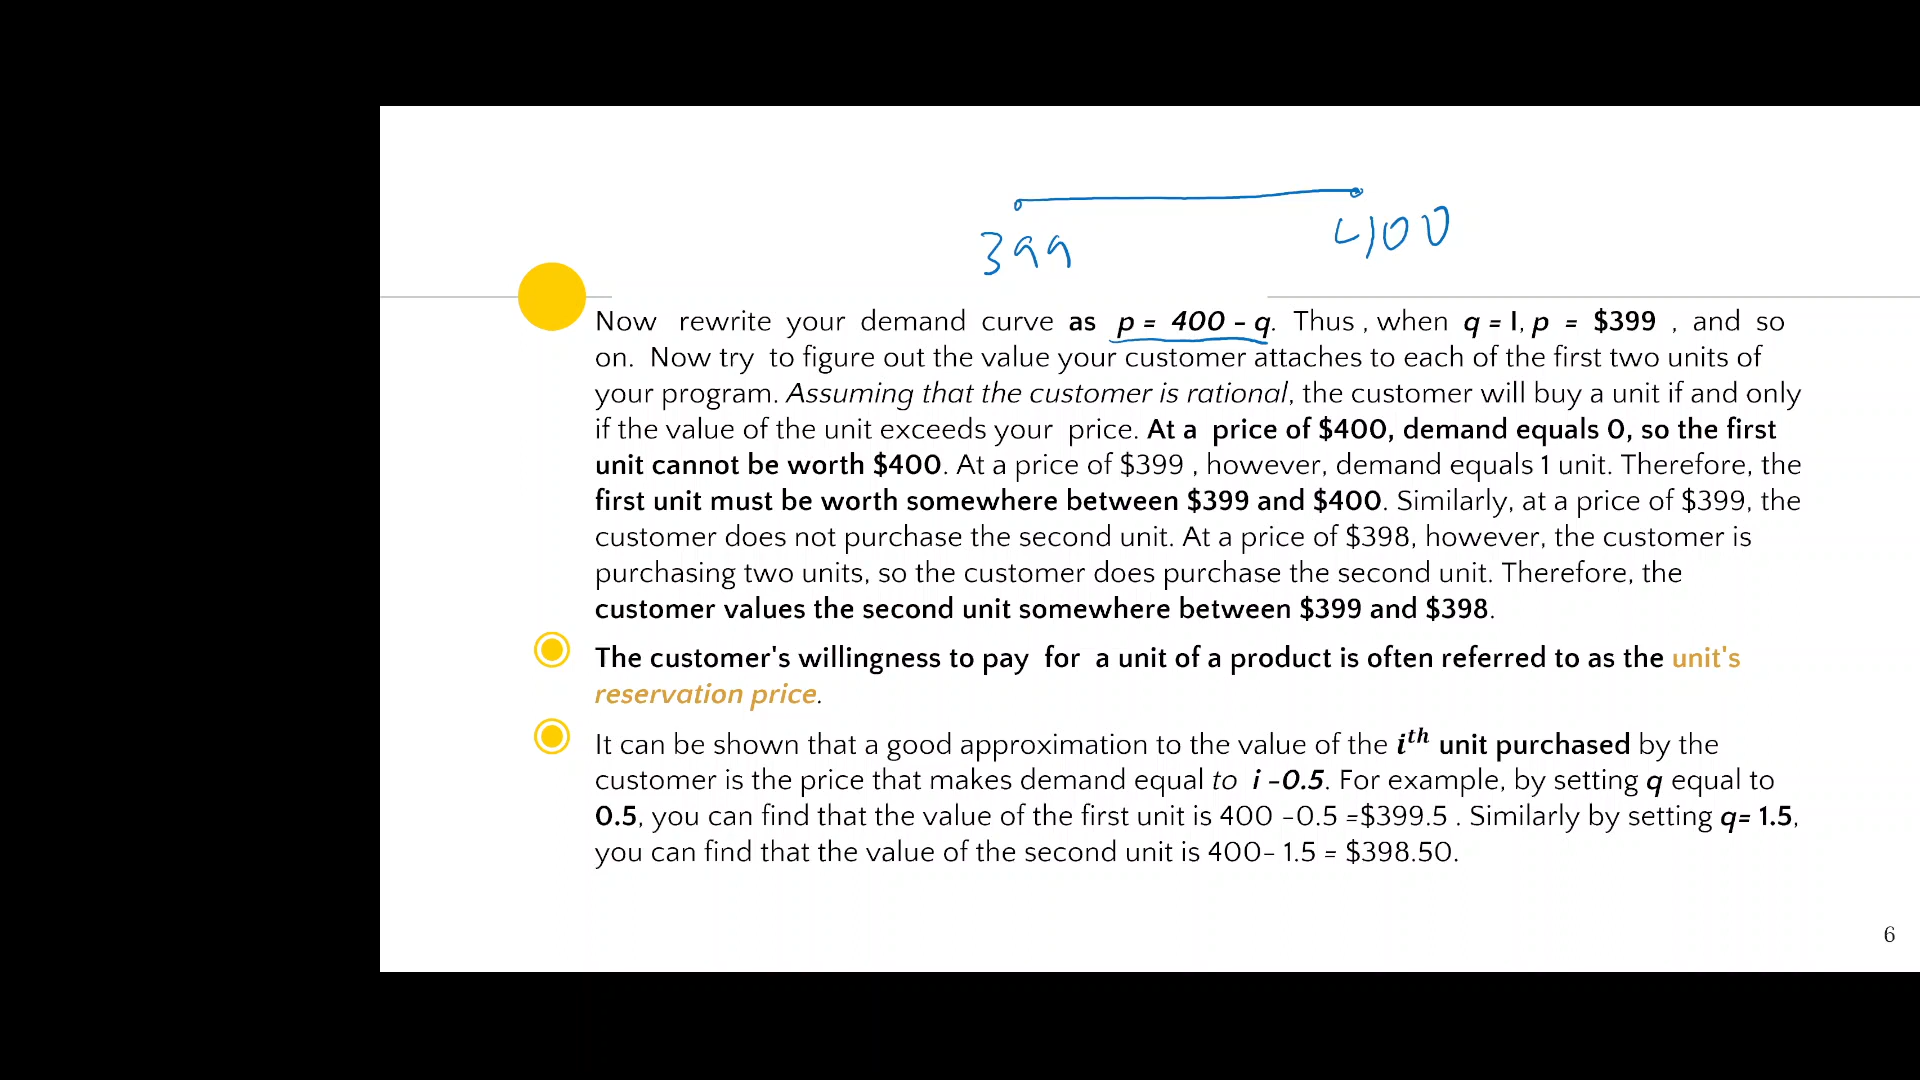 399 400
Now rewrite your demand curve as p = 400 – q. Thus , when q = 1, p = $399 , and so
on. Now try to figure out the value your customer attaches to each of the first two units of
your program. Assuming that the customer is rational, the customer will buy a unit if and only
if the value of the unit exceeds your price. At a price of $400, demand equals 0, so the first
unit cannot be worth $400. At a price of $399 , however, demand equals 1 unit. Therefore, the
first unit must be worth somewhere between $399 and $400. Similarly, at a price of $399, the
customer does not purchase the second unit. At a price of $398, however, the customer is
purchasing two units, so the customer does purchase the second unit. Therefore, the
customer values the second unit somewhere between $399 and $398.
The customer's willingness to pay for a unit of a product is often referred to as the unit's
reservation price.
It can be shown that a good approximation to the value of the iᵗʰ unit purchased by the
customer is the price that makes demand equal to i –0.5. For example, by setting q equal to
0.5, you can find that the value of the first unit is 400 –0.5 =$399.5 . Similarly by setting q= 1.5,
you can find that the value of the second unit is 400– 1.5 = $398.50.
6